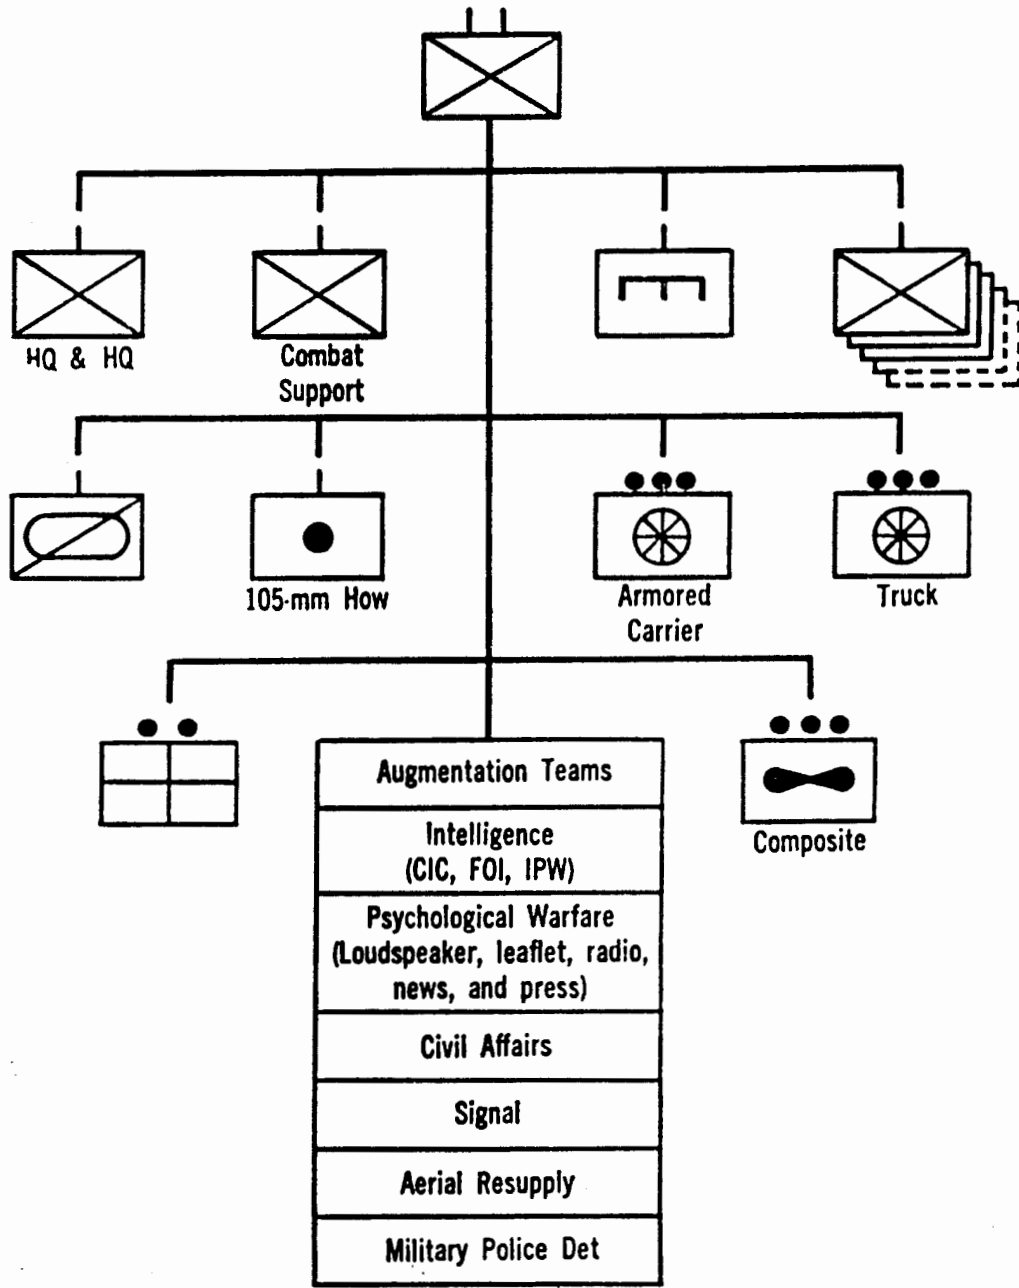 HQ & HQ
Combat
Support
105-mm How
Armored
Carrier
Truck
Composite
Augmentation Teams
Intelligence
(CIC, FOI, IPW)
Psychological Warfare
(Loudspeaker, leaflet, radio,
news, and press)
Civil Affairs
Signal
Aerial Resupply
Military Police Det